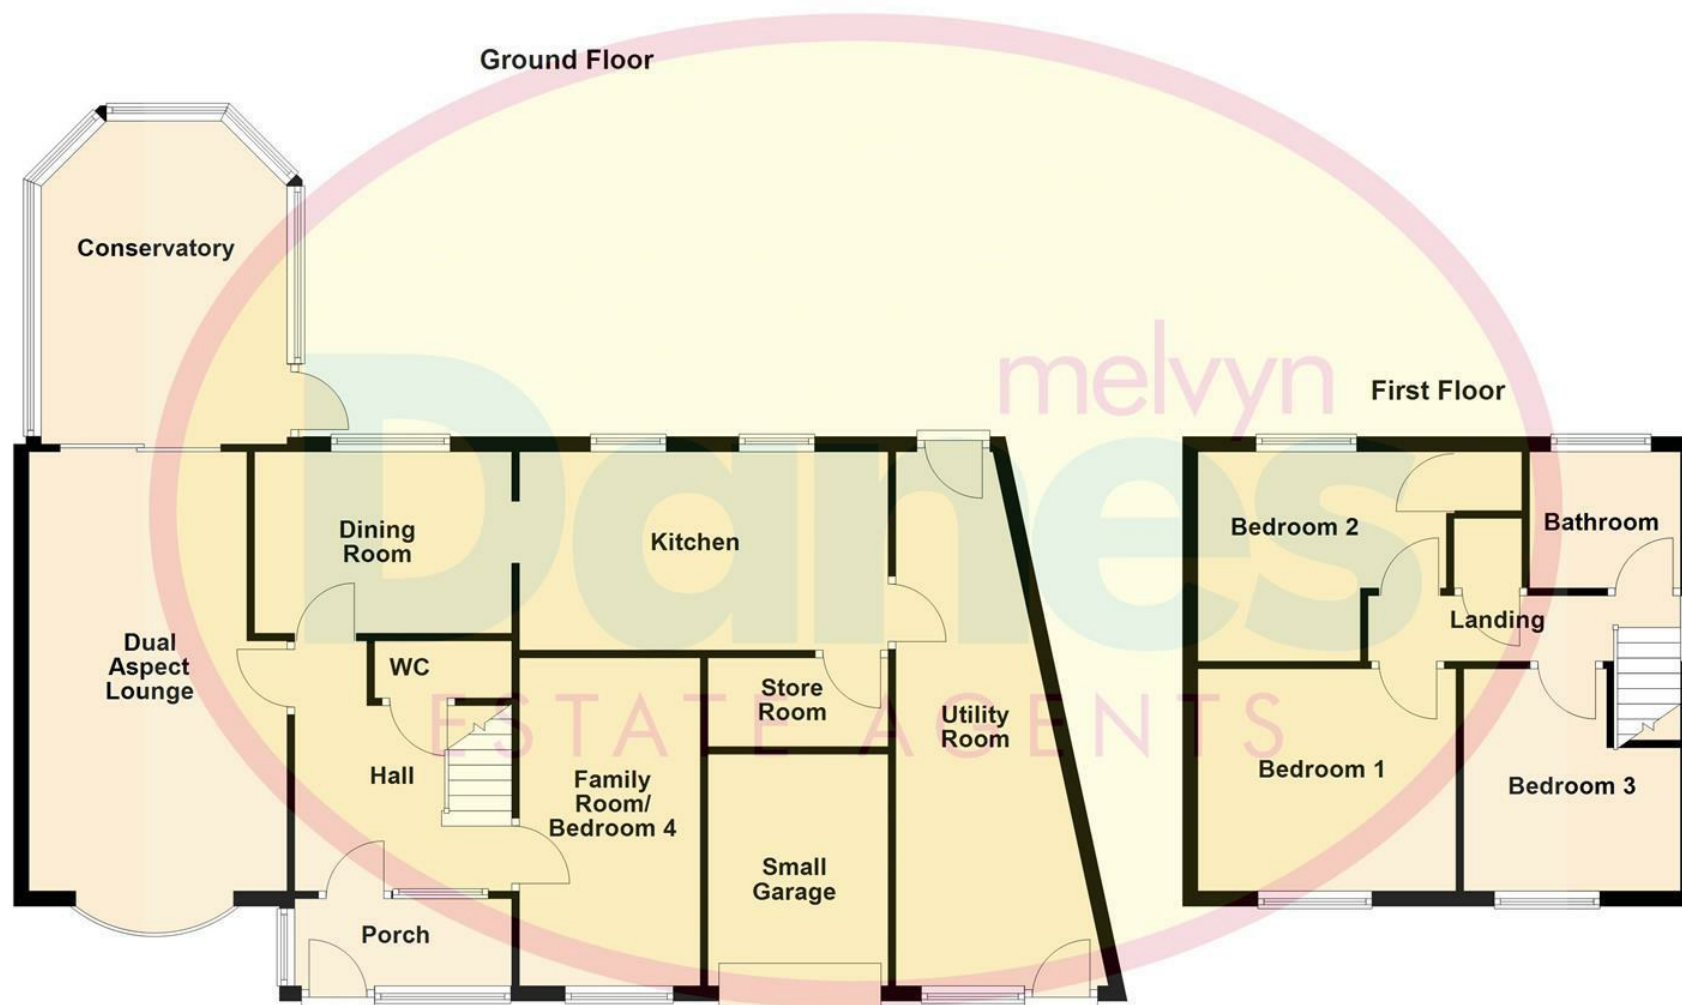 Ground Floor
Conservatory
melvyn
First Floor
Danes
Dining
Room
Kitchen
Bedroom 2
Bathroom
Dual
Aspect
Lounge
WC
Store
Room
Landing
ESTATE AGENTS
Utility
Room
Hall
Family
Room/
Bedroom 4
Bedroom 1
Bedroom 3
Small
Garage
Porch